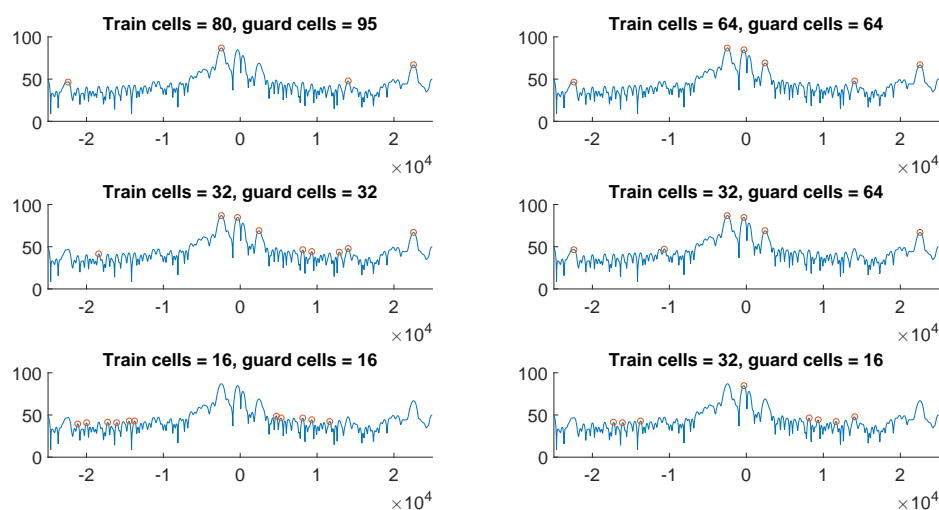 Train cells = 80, guard cells = 95
100
50
0
-2 -1 0 1 2
×10^4
Train cells = 64, guard cells = 64
100
50
0
-2 -1 0 1 2
×10^4
Train cells = 32, guard cells = 32
100
50
0
-2 -1 0 1 2
×10^4
Train cells = 32, guard cells = 64
100
50
0
-2 -1 0 1 2
×10^4
Train cells = 16, guard cells = 16
100
50
0
-2 -1 0 1 2
×10^4
Train cells = 32, guard cells = 16
100
50
0
-2 -1 0 1 2
×10^4